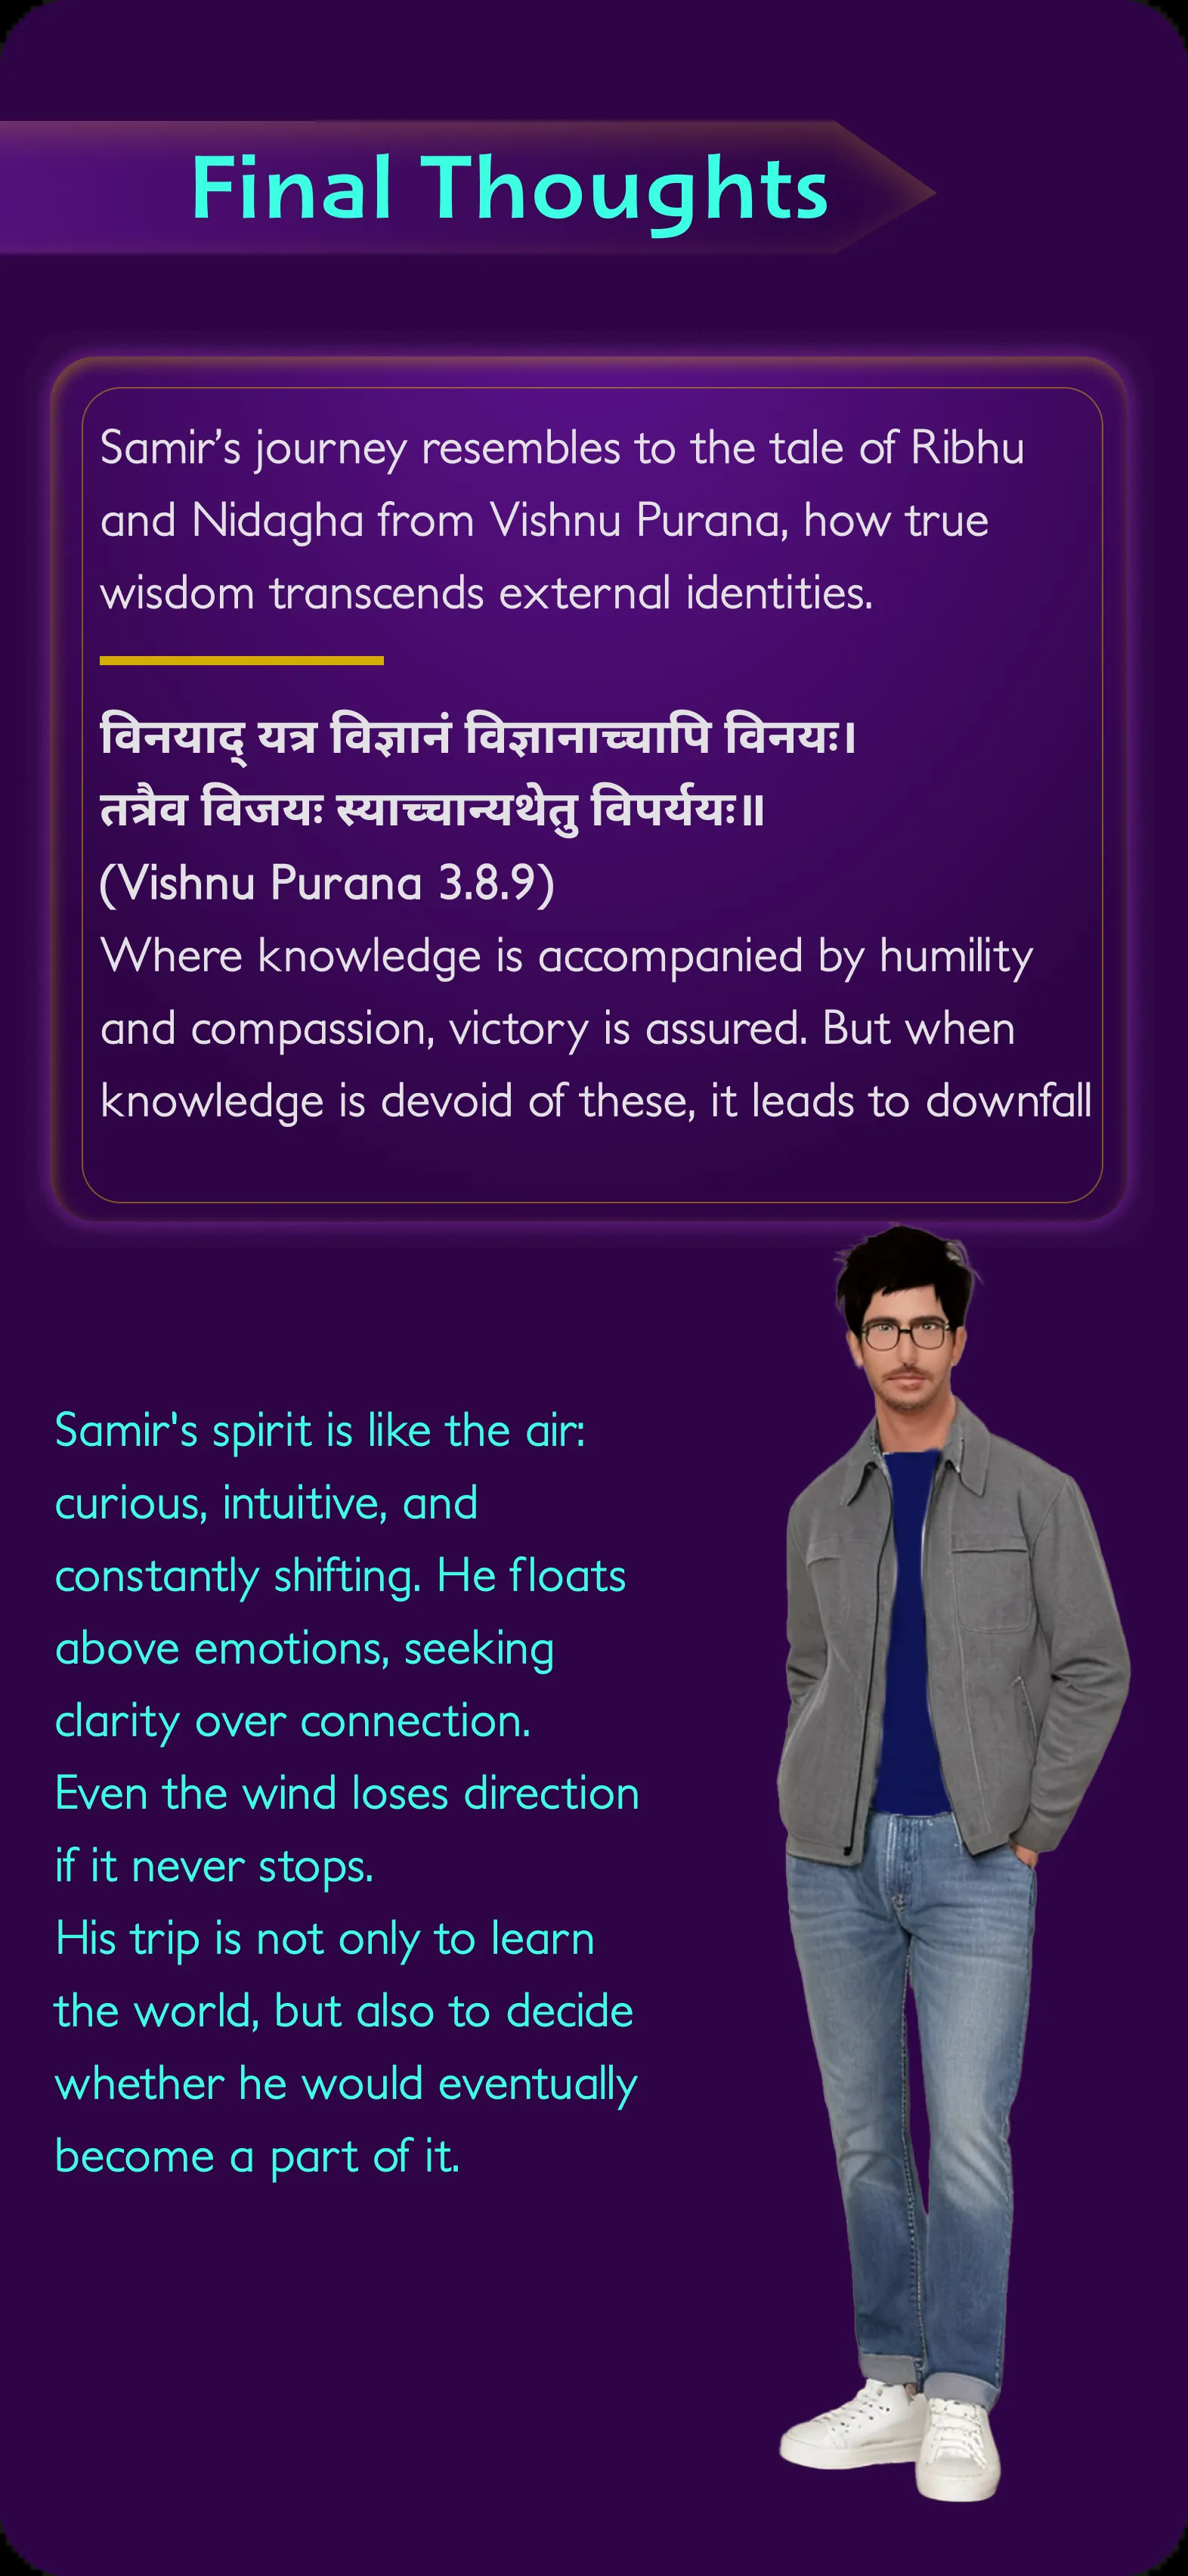 Final Thoughts
Samir’s journey resembles to the tale of Ribhu
and Nidagha from Vishnu Purana, how true
wisdom transcends external identities.
विनयाद् यत्र विज्ञानं विज्ञानाच्चापि विनयः।
तत्रैव विजयः स्याच्चान्यथेतु विपर्ययः॥
(Vishnu Purana 3.8.9)
Where knowledge is accompanied by humility
and compassion, victory is assured. But when
knowledge is devoid of these, it leads to downfall
Samir's spirit is like the air:
curious, intuitive, and
constantly shifting. He floats
above emotions, seeking
clarity over connection.
Even the wind loses direction
if it never stops.
His trip is not only to learn
the world, but also to decide
whether he would eventually
become a part of it.